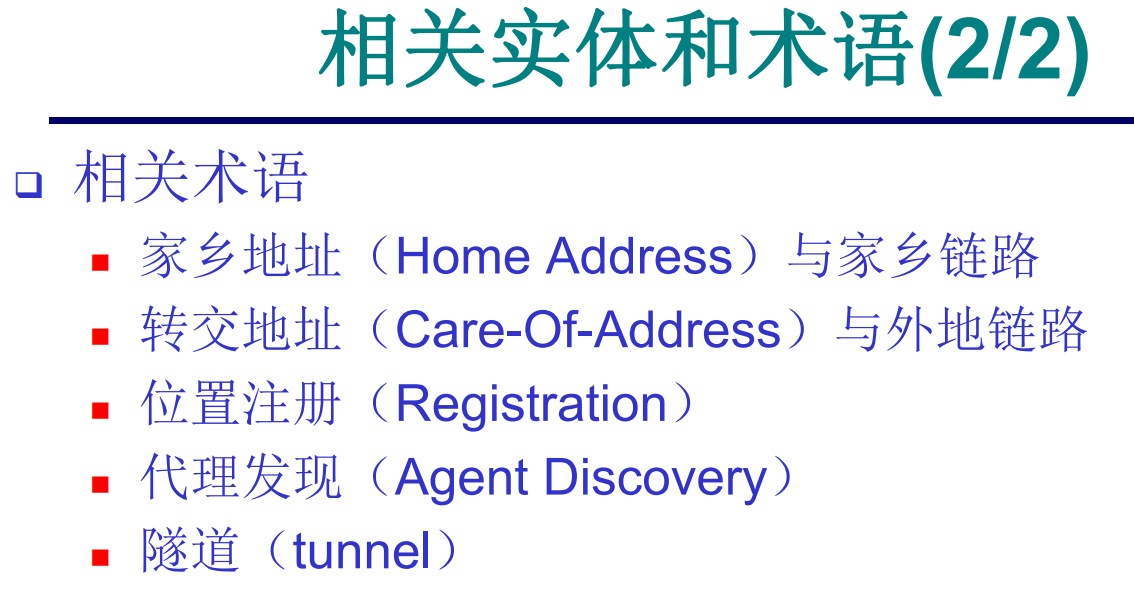 相关实体和术语(2/2)
相关术语
家乡地址（Home Address）与家乡链路
转交地址（Care-Of-Address）与外地链路
位置注册（Registration）
代理发现（Agent Discovery）
隧道（tunnel）